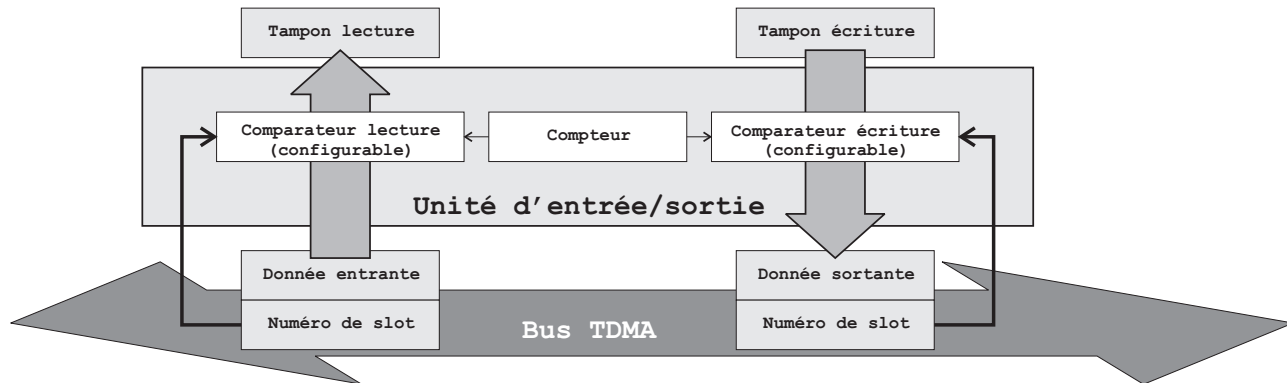 Tampon lecture
Tampon écriture
Comparateur lecture
(configurable)
Compteur
Comparateur écriture
(configurable)
Unité d'entrée/sortie
Donnée entrante
Donnée sortante
Numéro de slot
Bus TDMA
Numéro de slot